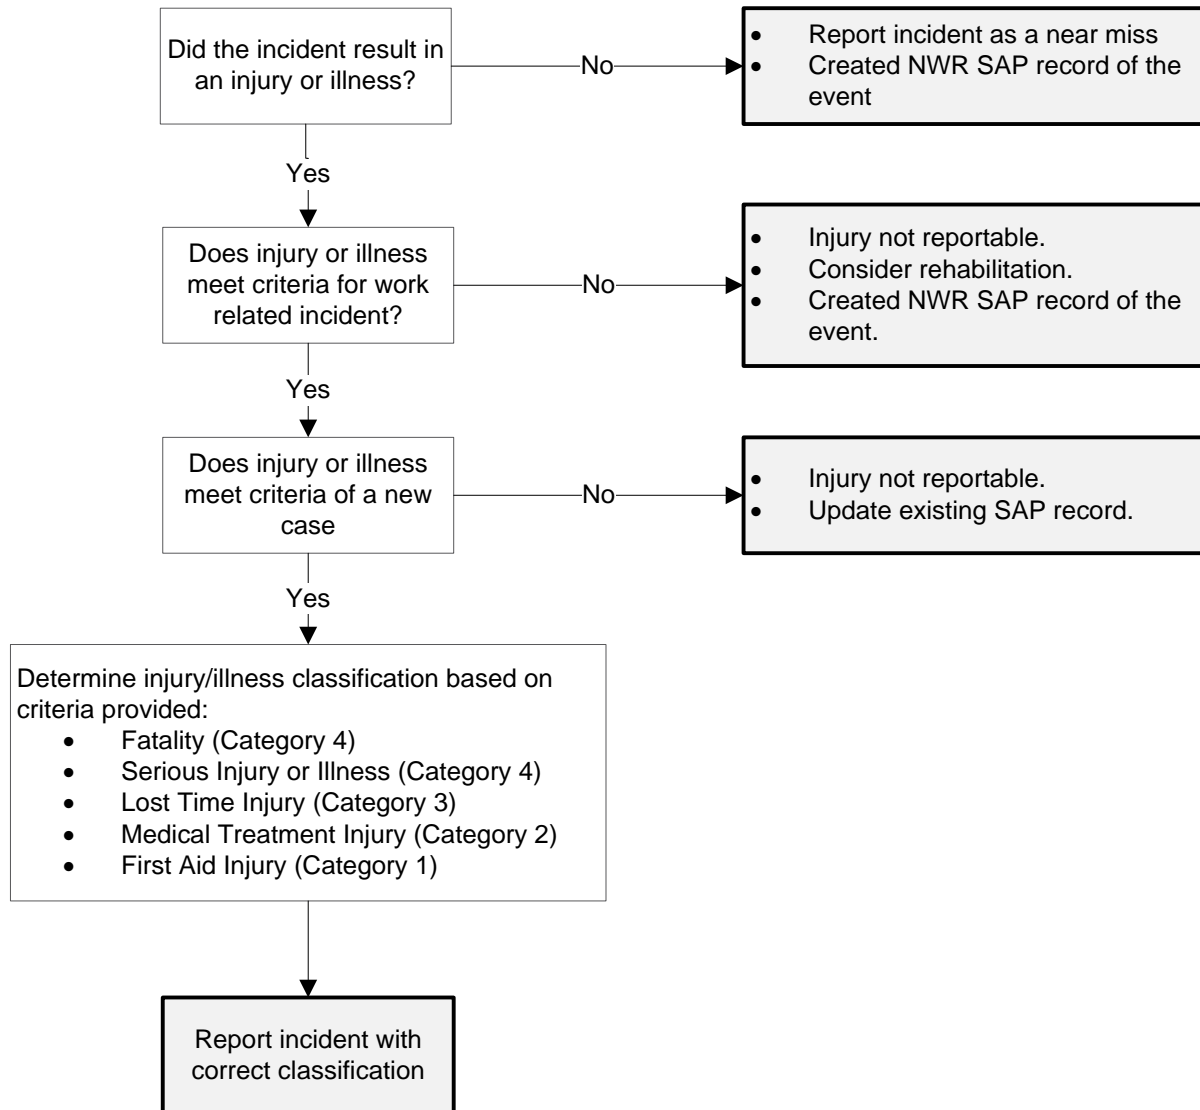 Did the incident result in
an injury or illness?
No
• Report incident as a near miss
• Created NWR SAP record of the
event
Yes
Does injury or illness
meet criteria for work
related incident?
No
• Injury not reportable.
• Consider rehabilitation.
• Created NWR SAP record of the
event.
Yes
Does injury or illness
meet criteria of a new
case
No
• Injury not reportable.
• Update existing SAP record.
Yes
Determine injury/illness classification based on
criteria provided:
• Fatality (Category 4)
• Serious Injury or Illness (Category 4)
• Lost Time Injury (Category 3)
• Medical Treatment Injury (Category 2)
• First Aid Injury (Category 1)
Report incident with
correct classification